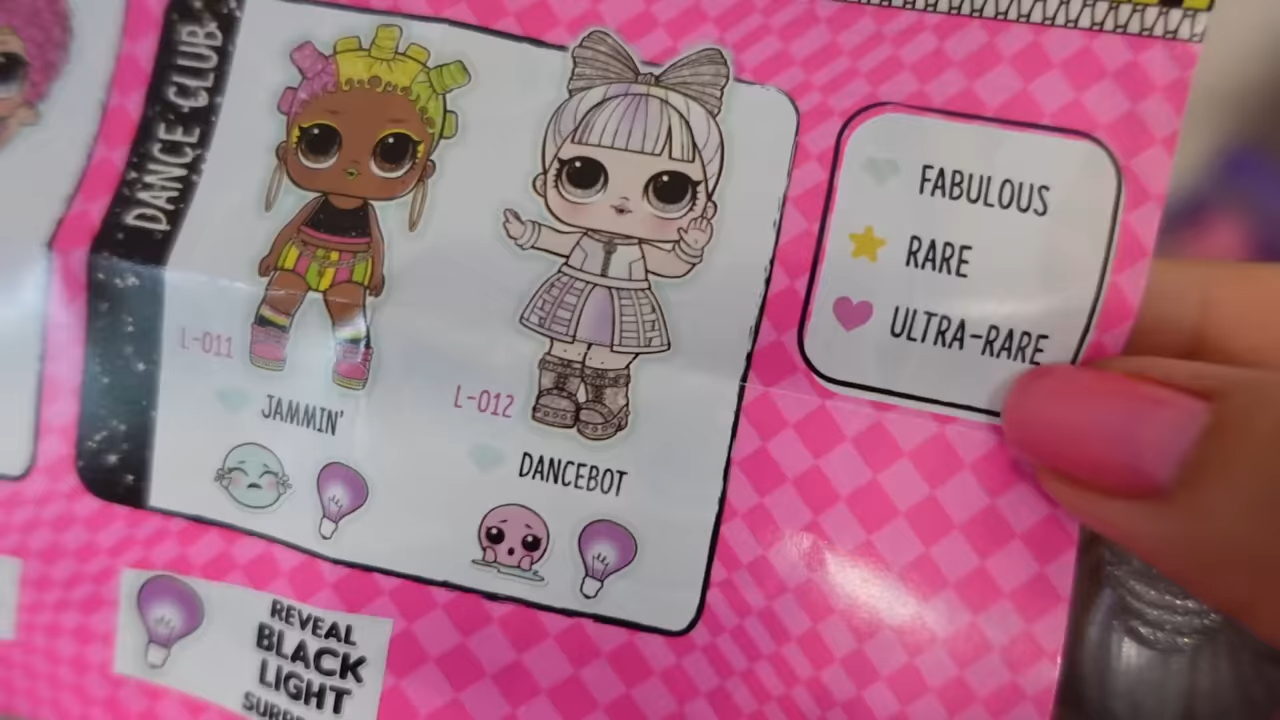 DANCE CLUB
L-011
JAMMIN'
L-012
DANCEBOT
FABULOUS
RARE
ULTRA-RARE
REVEAL
BLACK
LIGHT